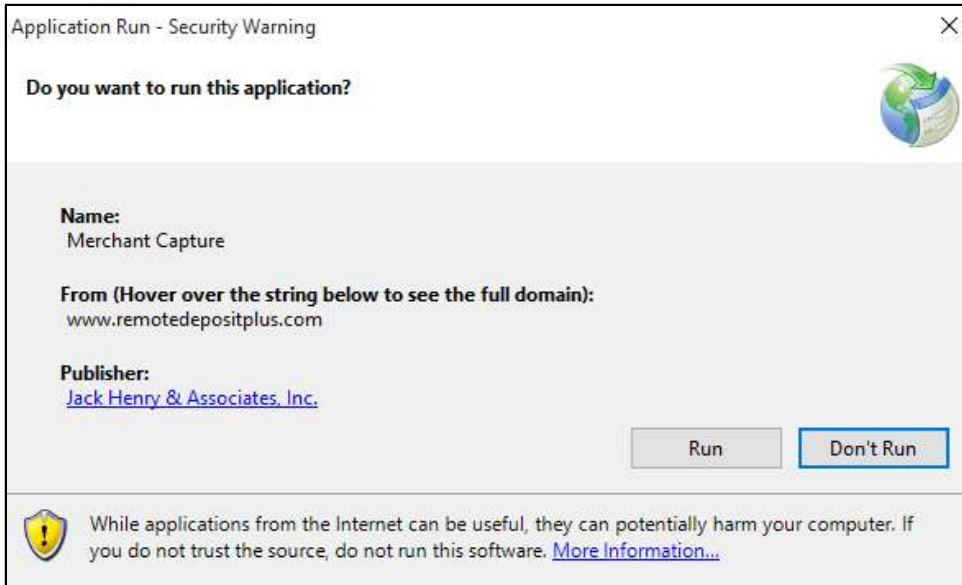 Application Run - Security Warning
Do you want to run this application?
Name:
Merchant Capture
From (Hover over the string below to see the full domain):
www.remotedepositplus.com
Publisher:
Jack Henry & Associates, Inc.
Run Don't Run
While applications from the Internet can be useful, they can potentially harm your computer. If
you do not trust the source, do not run this software. More Information...